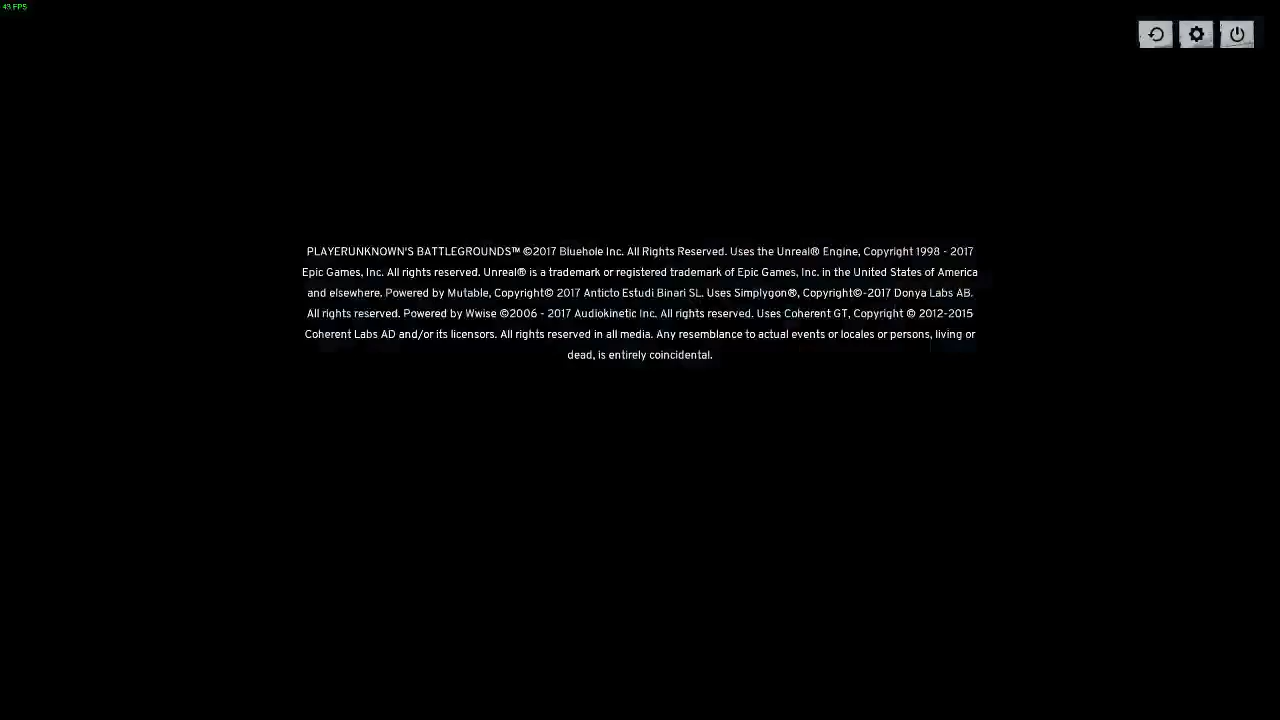 43 FPS
PLAYERUNKNOWN'S BATTLEGROUNDS™ ©2017 Bluehole Inc. All Rights Reserved. Uses the Unreal® Engine, Copyright 1998 - 2017
Epic Games, Inc. All rights reserved. Unreal® is a trademark or registered trademark of Epic Games, Inc. in the United States of America
and elsewhere. Powered by Mutable, Copyright© 2017 Anticto Estudi Binari SL. Uses Simplygon®, Copyright©-2017 Donya Labs AB.
All rights reserved. Powered by Wwise ©2006 - 2017 Audiokinetic Inc. All rights reserved. Uses Coherent GT, Copyright © 2012-2015
Coherent Labs AD and/or its licensors. All rights reserved in all media. Any resemblance to actual events or locales or persons, living or
dead, is entirely coincidental.